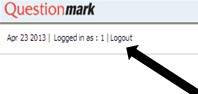 Questionmark
Apr 23 2013 | Logged in as : 1 | Logout